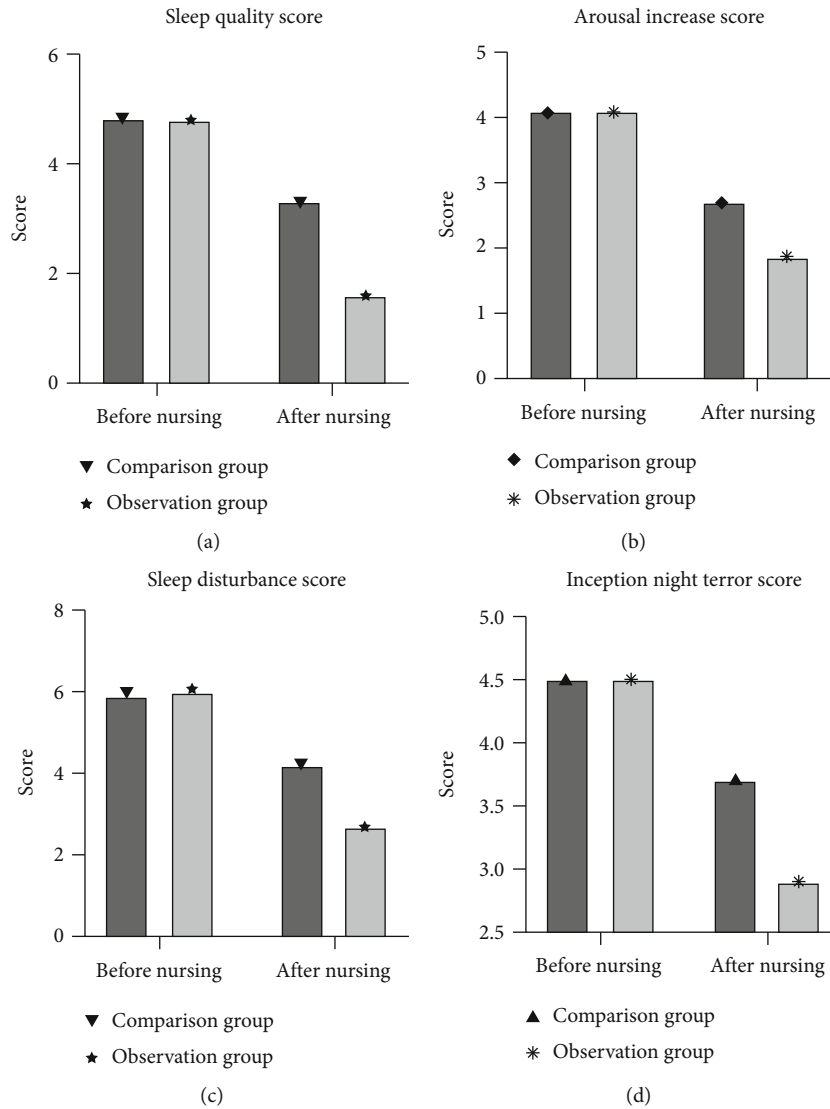 Sleep quality score
6
4
2
0
Score
Before nursing After nursing
Comparison group
Observation group
(a)
Arousal increase score
5
4
3
2
1
0
Score
Before nursing After nursing
Comparison group
Observation group
(b)
Sleep disturbance score
8
6
4
2
0
Score
Before nursing After nursing
Comparison group
Observation group
(c)
Inception night terror score
5.0
4.5
4.0
3.5
3.0
2.5
Score
Before nursing After nursing
Comparison group
Observation group
(d)